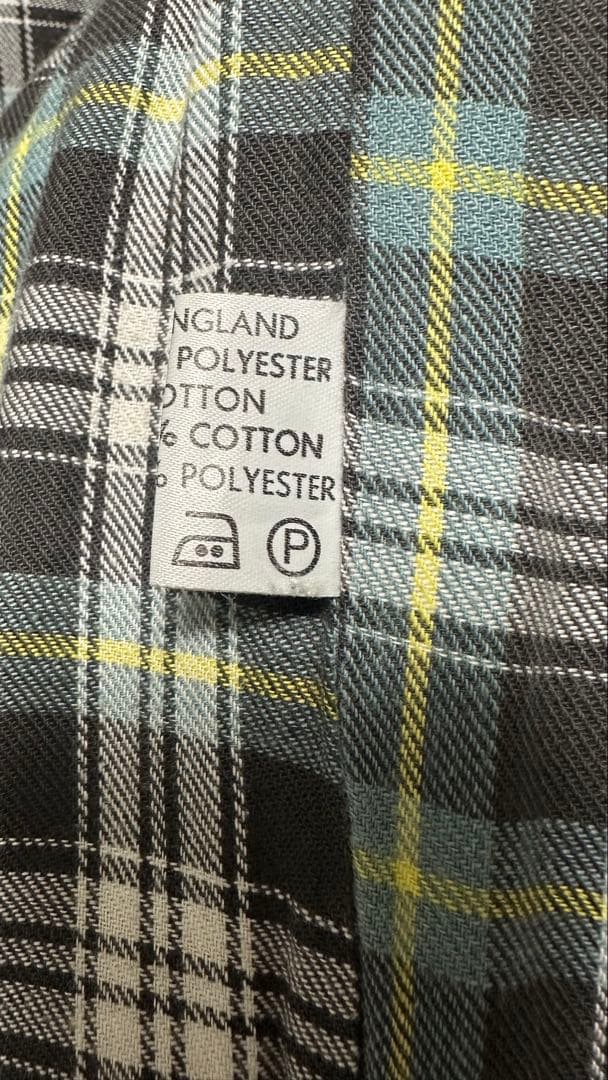 NGLAND
POLYESTER
OTTON
% COTTON
% POLYESTER
P